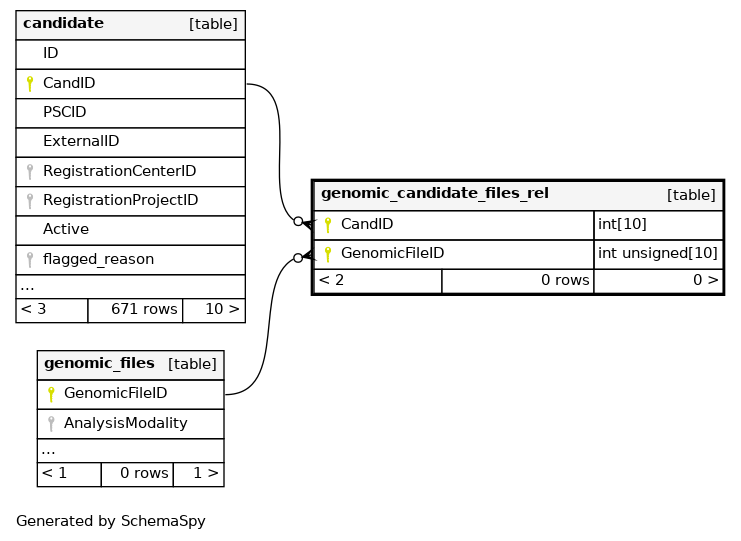 candidate [table]
ID
CandID
PSCID
ExternalID
RegistrationCenterID
RegistrationProjectID
Active
flagged_reason
...
< 3 671 rows 10 >
genomic_candidate_files_rel [table]
CandID int[10]
GenomicFileID int unsigned[10]
< 2 0 rows 0 >
genomic_files [table]
GenomicFileID
AnalysisModality
...
< 1 0 rows 1 >
Generated by SchemaSpy